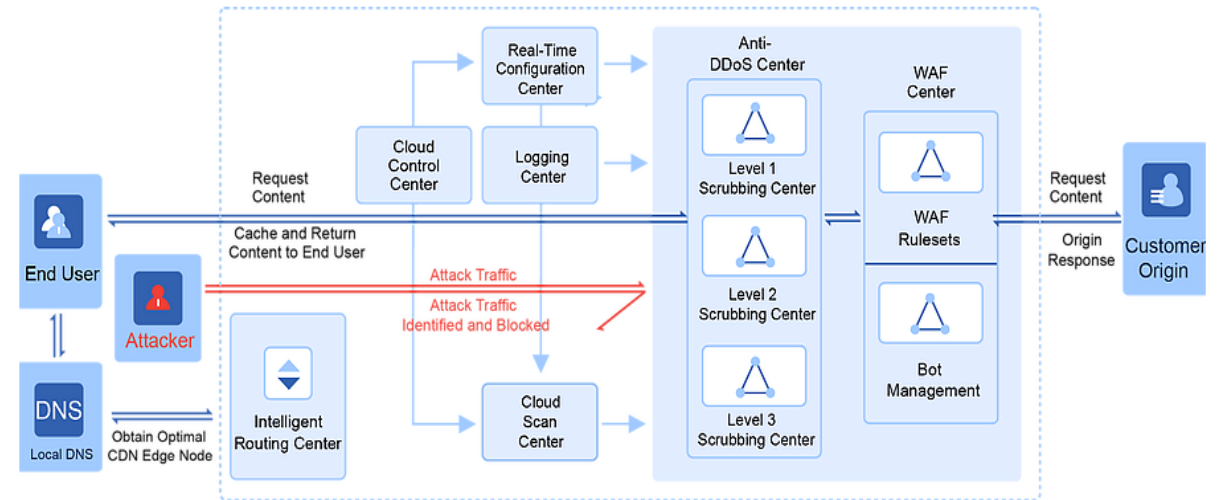 Real-Time
Configuration
Center
Anti-
DDoS Center
WAF
Center
Cloud
Control
Center
Logging
Center
Level 1
Scrubbing Center
Request
Content
Cache and Return
Content to End User
End User
WAF
Rulesets
Request
Content
Origin
Response
Customer
Origin
Attack Traffic
Attack Traffic
Identified and Blocked
Attacker
Level 2
Scrubbing Center
Bot
Management
DNS
Local DNS
Obtain Optimal
CDN Edge Node
Intelligent
Routing Center
Cloud
Scan
Center
Level 3
Scrubbing Center